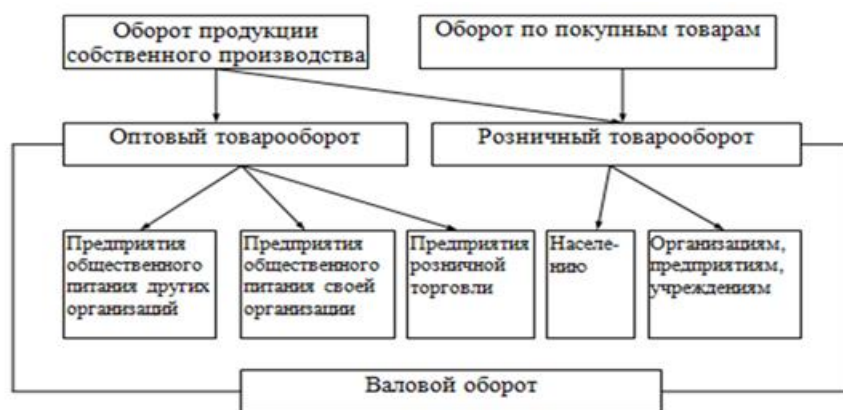 Оборот продукции
собственного производства
Оборот по покупным товарам
Оптовый товарооборот
Розничный товарооборот
Предприятия
общественного
питания других
организаций
Предприятия
общественного
питания своей
организации
Предприятия
розничной
торговли
Населе-
нию
Организациям,
предприятиям,
учреждениям
Валовой оборот